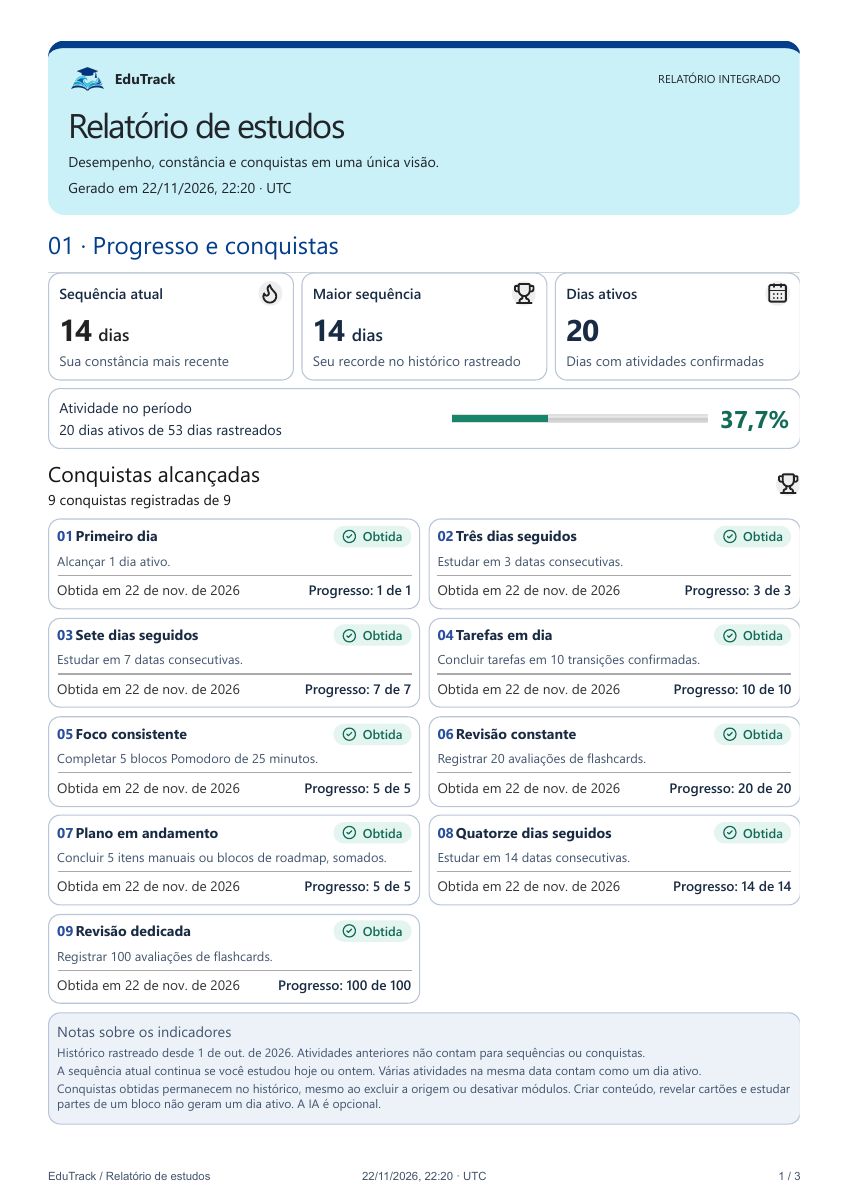 EduTrack
RELATÓRIO INTEGRADO
Relatório de estudos
Desempenho, constância e conquistas em uma única visão.
Gerado em 22/11/2026, 22:20 · UTC
01 · Progresso e conquistas
Sequência atual
14 dias
Sua constância mais recente
Maior sequência
14 dias
Seu recorde no histórico rastreado
Dias ativos
20
Dias com atividades confirmadas
Atividade no período
20 dias ativos de 53 dias rastreados
37,7%
Conquistas alcançadas
9 conquistas registradas de 9
01 Primeiro dia
Obtida
Alcançar 1 dia ativo.
Obtida em 22 de nov. de 2026
Progresso: 1 de 1
02 Três dias seguidos
Obtida
Estudar em 3 datas consecutivas.
Obtida em 22 de nov. de 2026
Progresso: 3 de 3
03 Sete dias seguidos
Obtida
Estudar em 7 datas consecutivas.
Obtida em 22 de nov. de 2026
Progresso: 7 de 7
04 Tarefas em dia
Obtida
Concluir tarefas em 10 transições confirmadas.
Obtida em 22 de nov. de 2026
Progresso: 10 de 10
05 Foco consistente
Obtida
Completar 5 blocos Pomodoro de 25 minutos.
Obtida em 22 de nov. de 2026
Progresso: 5 de 5
06 Revisão constante
Obtida
Registrar 20 avaliações de flashcards.
Obtida em 22 de nov. de 2026
Progresso: 20 de 20
07 Plano em andamento
Obtida
Concluir 5 itens manuais ou blocos de roadmap, somados.
Obtida em 22 de nov. de 2026
Progresso: 5 de 5
08 Quatorze dias seguidos
Obtida
Estudar em 14 datas consecutivas.
Obtida em 22 de nov. de 2026
Progresso: 14 de 14
09 Revisão dedicada
Obtida
Registrar 100 avaliações de flashcards.
Obtida em 22 de nov. de 2026
Progresso: 100 de 100
Notas sobre os indicadores
Histórico rastreado desde 1 de out. de 2026. Atividades anteriores não contam para sequências ou conquistas.
A sequência atual continua se você estudou hoje ou ontem. Várias atividades na mesma data contam como um dia ativo.
Conquistas obtidas permanecem no histórico, mesmo ao excluir a origem ou desativar módulos. Criar conteúdo, revelar cartões e estudar
partes de um bloco não geram um dia ativo. A IA é opcional.
EduTrack / Relatório de estudos
22/11/2026, 22:20 · UTC
1 / 3